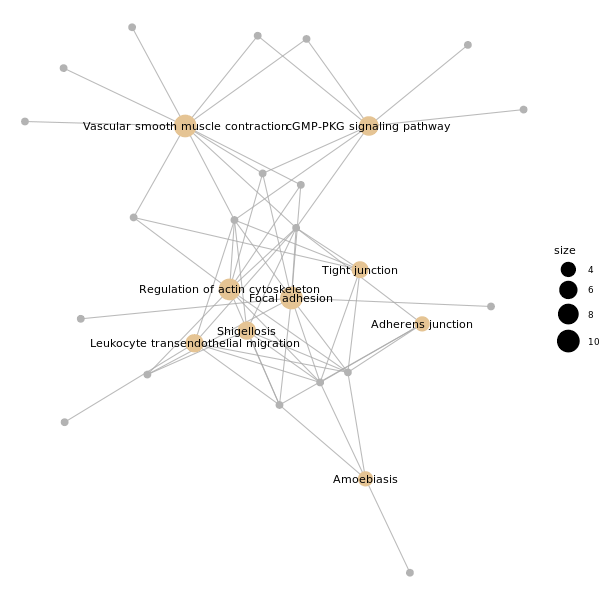 Vascular smooth muscle contraction
cGMP-PKG signaling pathway
size
4
Tight junction
Regulation of actin cytoskeleton
6
Focal adhesion
8
Adherens junction
Shigellosis
10
Leukocyte transendothelial migration
Amoebiasis